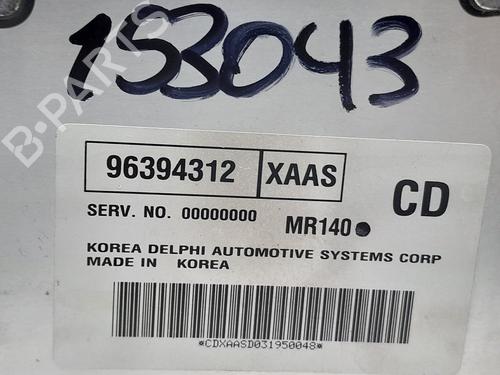 153043
B-PARTS
96394312 XAAS CD
SERV. NO. 00000000 MR140
KOREA DELPHI AUTOMOTIVE SYSTEMS CORP
MADE IN KOREA
*CDXAASD031950048*